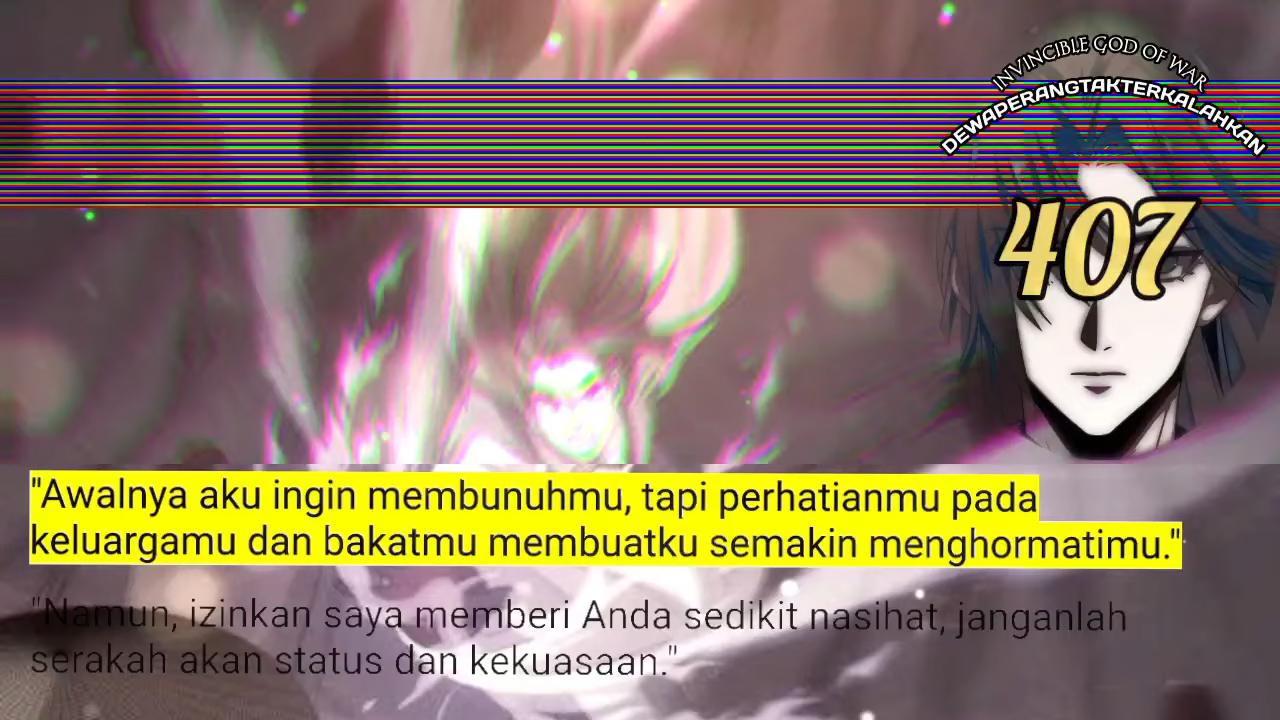 INVINCIBLE GOD OF WAR
DEWAPERANGTAKTERKALAHKAN
407
"Awalnya aku ingin membunuhmu, tapi perhatianmu pada
keluargamu dan bakatmu membuatku semakin menghormatimu."
"Namun, izinkan saya memberi Anda sedikit nasihat, janganlah
serakah akan status dan kekuasaan."